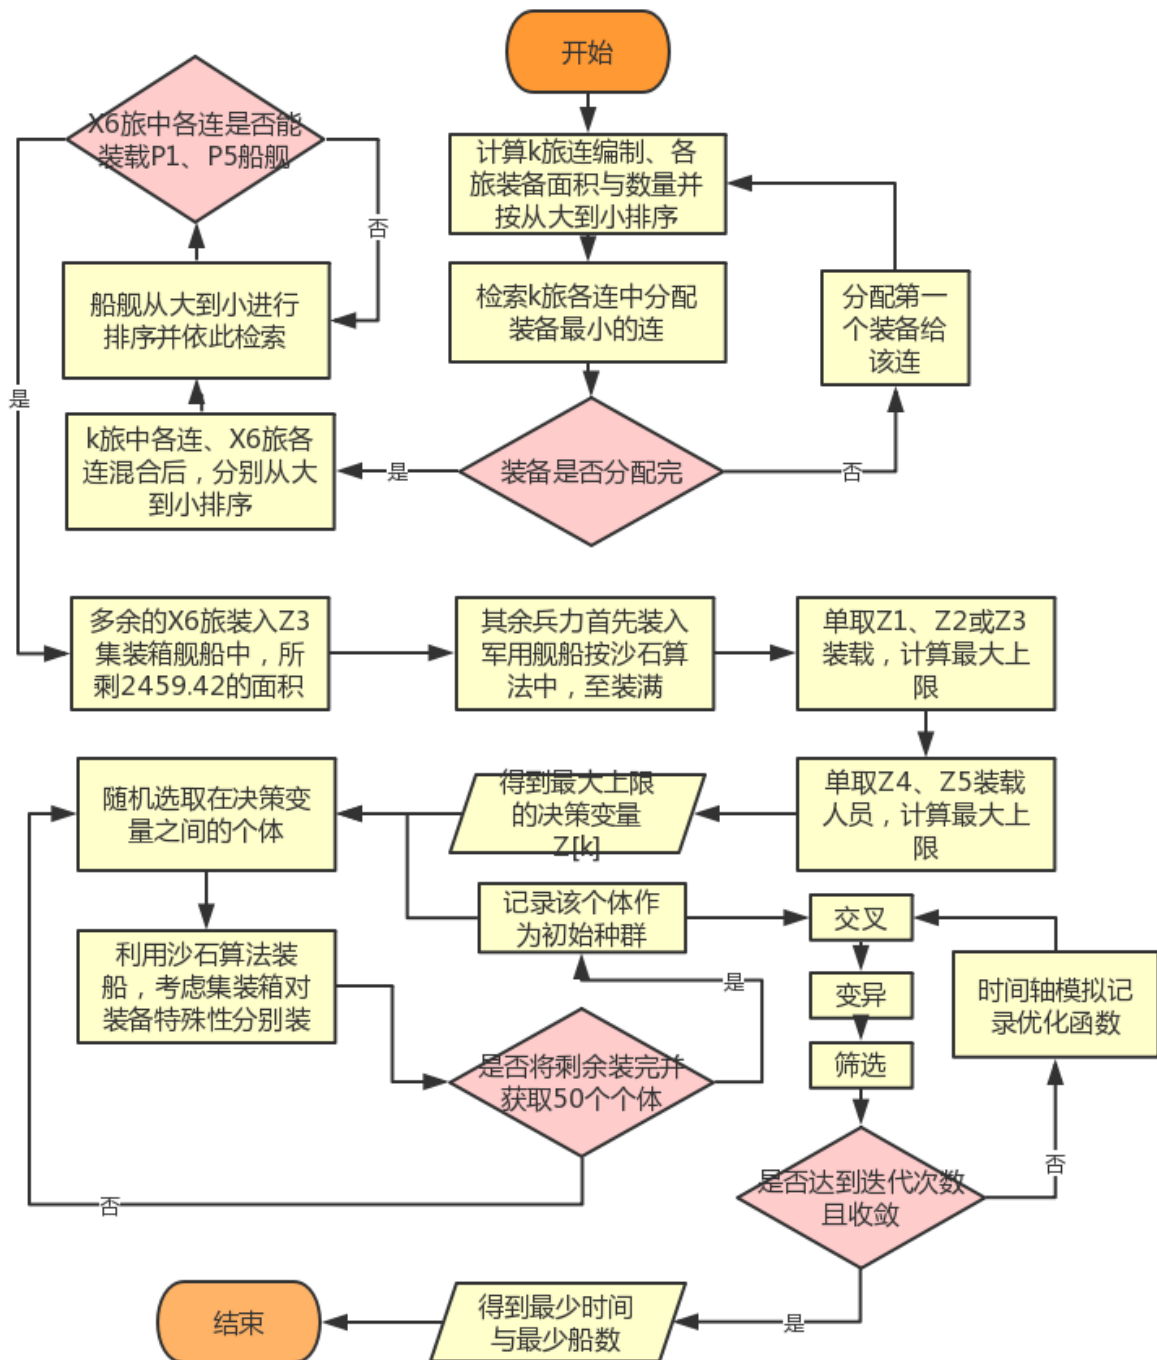 开始
计算k旅连编制、各
旅装备面积与数量并
按从大到小排序
检索k旅各连中分配
装备最小的连
装备是否分配完
否
分配第一
个装备给
该连
是
k旅中各连、X6旅各
连混合后，分别从大
到小排序
船舰从大到小进行
排序并依此检索
X6旅中各连是否能
装载P1、P5船舰
否
是
多余的X6旅装入Z3
集装箱舰船中，所
剩2459.42的面积
其余兵力首先装入
军用舰船按沙石算
法中，至装满
单取Z1、Z2或Z3
装载，计算最大上
限
单取Z4、Z5装载
人员，计算最大上
限
得到最大上限
的决策变量
Z[k]
随机选取在决策变
量之间的个体
利用沙石算法装
船，考虑集装箱对
装备特殊性分别装
是否将剩余装完并
获取50个个体
否
是
记录该个体作
为初始种群
交叉
变异
筛选
是否达到迭代次数
且收敛
否
时间轴模拟记
录优化函数
是
得到最少时间
与最少船数
结束